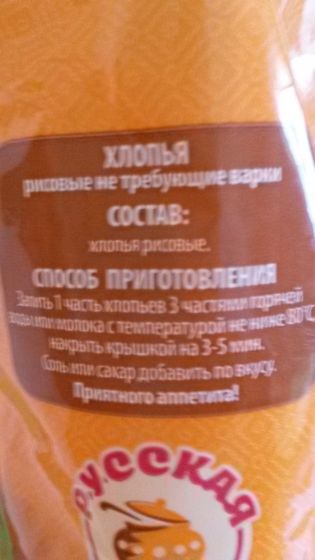 ХЛОПЬЯ
рисовые не требующие варки
СОСТАВ:
хлопья рисовые.
СПОСОБ ПРИГОТОВЛЕНИЯ
Залить 1 часть хлопьев 3 частями горячей
воды или молока с температурой не ниже 80°С,
накрыть крышкой на 3-5 мин.
Соль или сахар добавить по вкусу.
Приятного аппетита!
РУССКАЯ